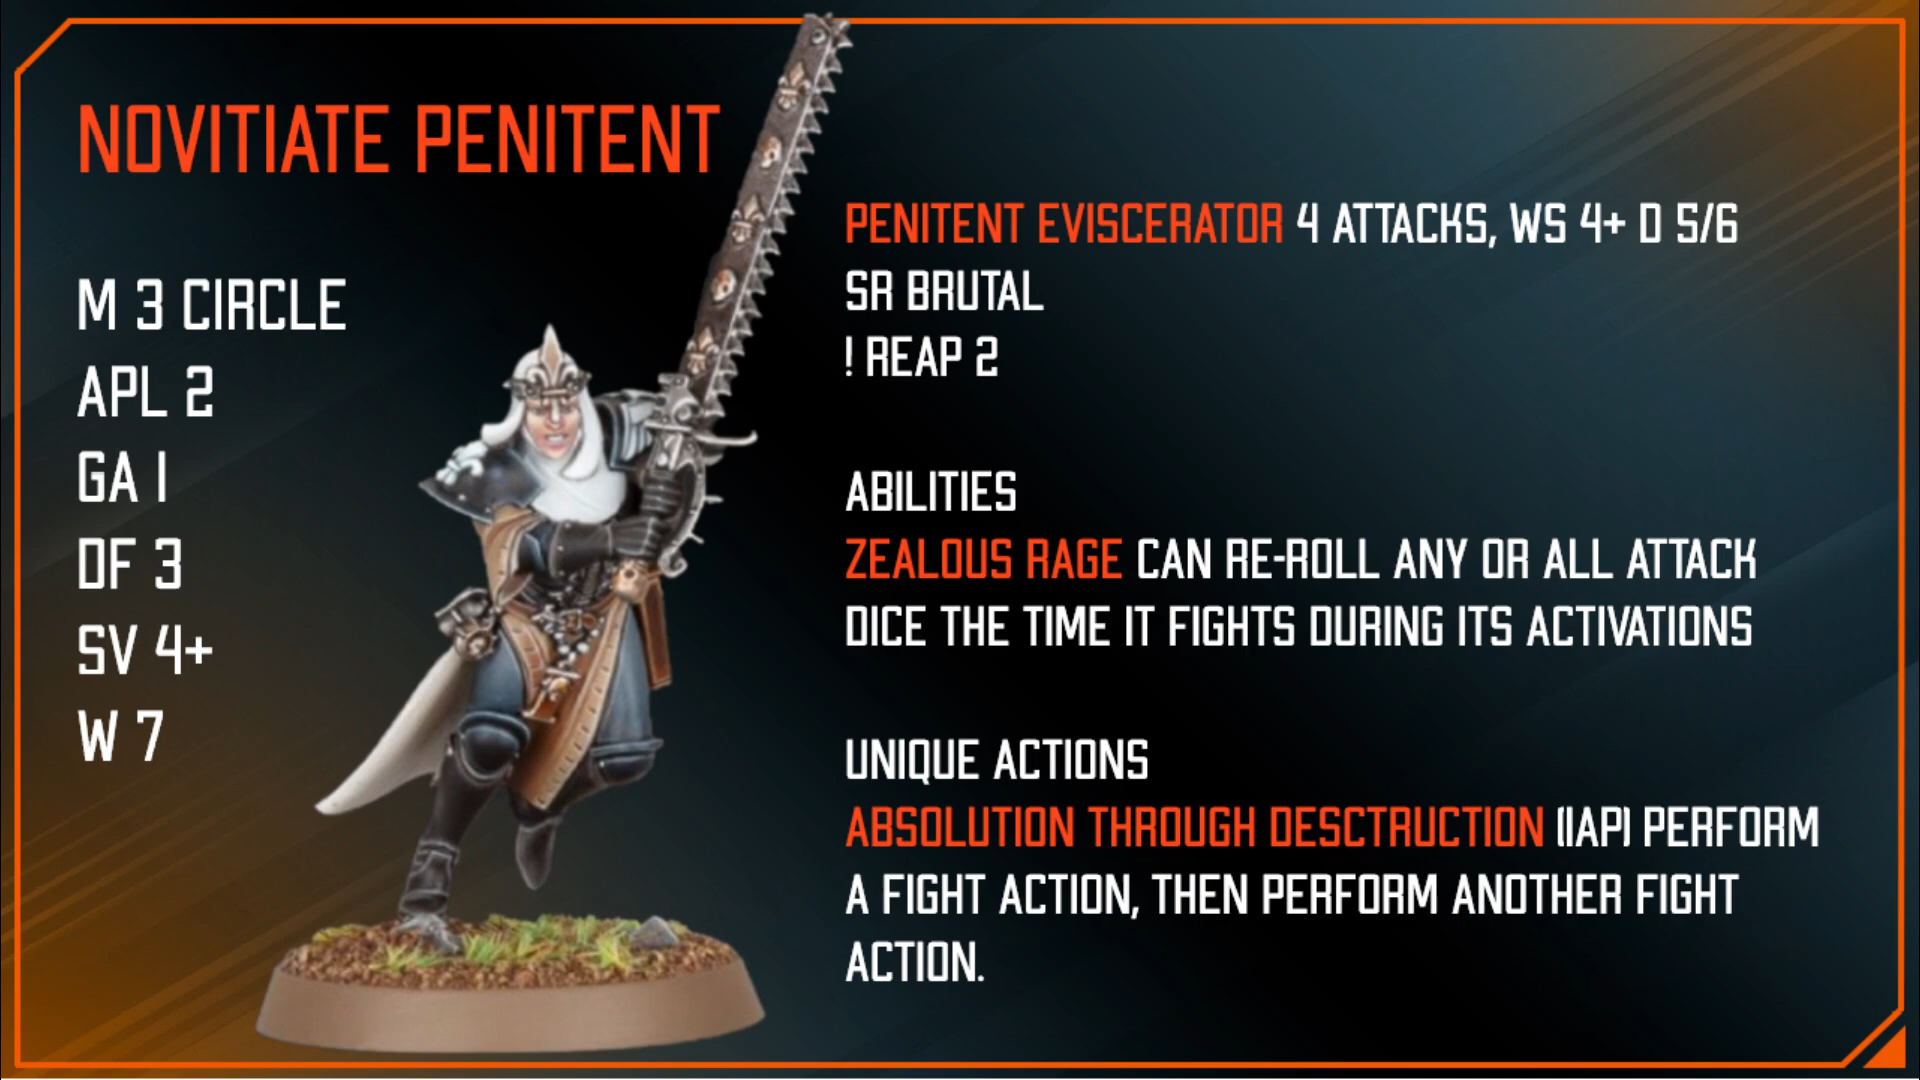 NOVITIATE PENITENT
M 3 CIRCLE
APL 2
GA 1
DF 3
SV 4+
W 7
PENITENT EVISCERATOR 4 ATTACKS, WS 4+ D 5/6
SR BRUTAL
! REAP 2
ABILITIES
ZEALOUS RAGE CAN RE-ROLL ANY OR ALL ATTACK
DICE THE TIME IT FIGHTS DURING ITS ACTIVATIONS
UNIQUE ACTIONS
ABSOLUTION THROUGH DESCTRUCTION (1AP) PERFORM
A FIGHT ACTION, THEN PERFORM ANOTHER FIGHT
ACTION.